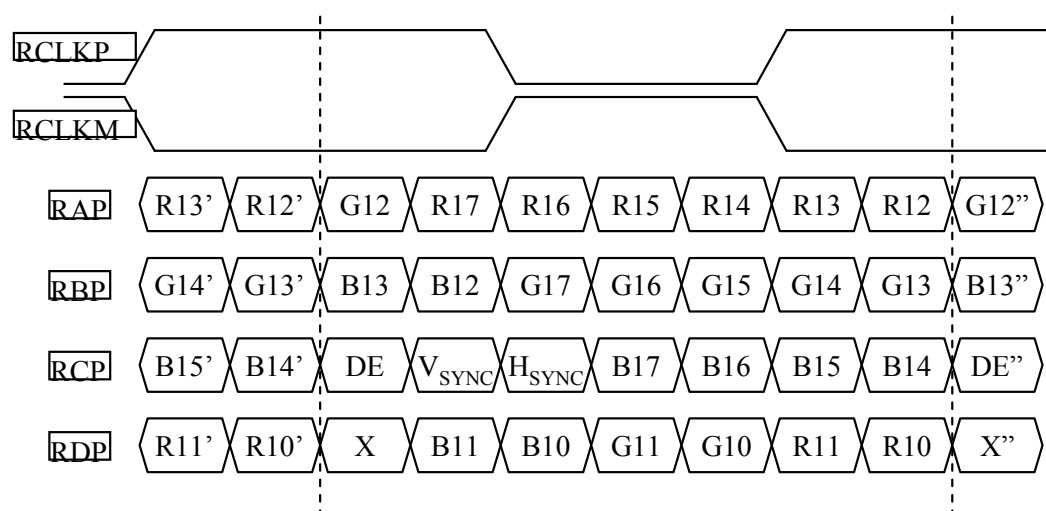 RCLKP
RCLKM
RAP R13’ R12’ G12 R17 R16 R15 R14 R13 R12 G12”
RBP G14’ G13’ B13 B12 G17 G16 G15 G14 G13 B13”
RCP B15’ B14’ DE VSYNC HSYNC B17 B16 B15 B14 DE”
RDP R11’ R10’ X B11 B10 G11 G10 R11 R10 X”